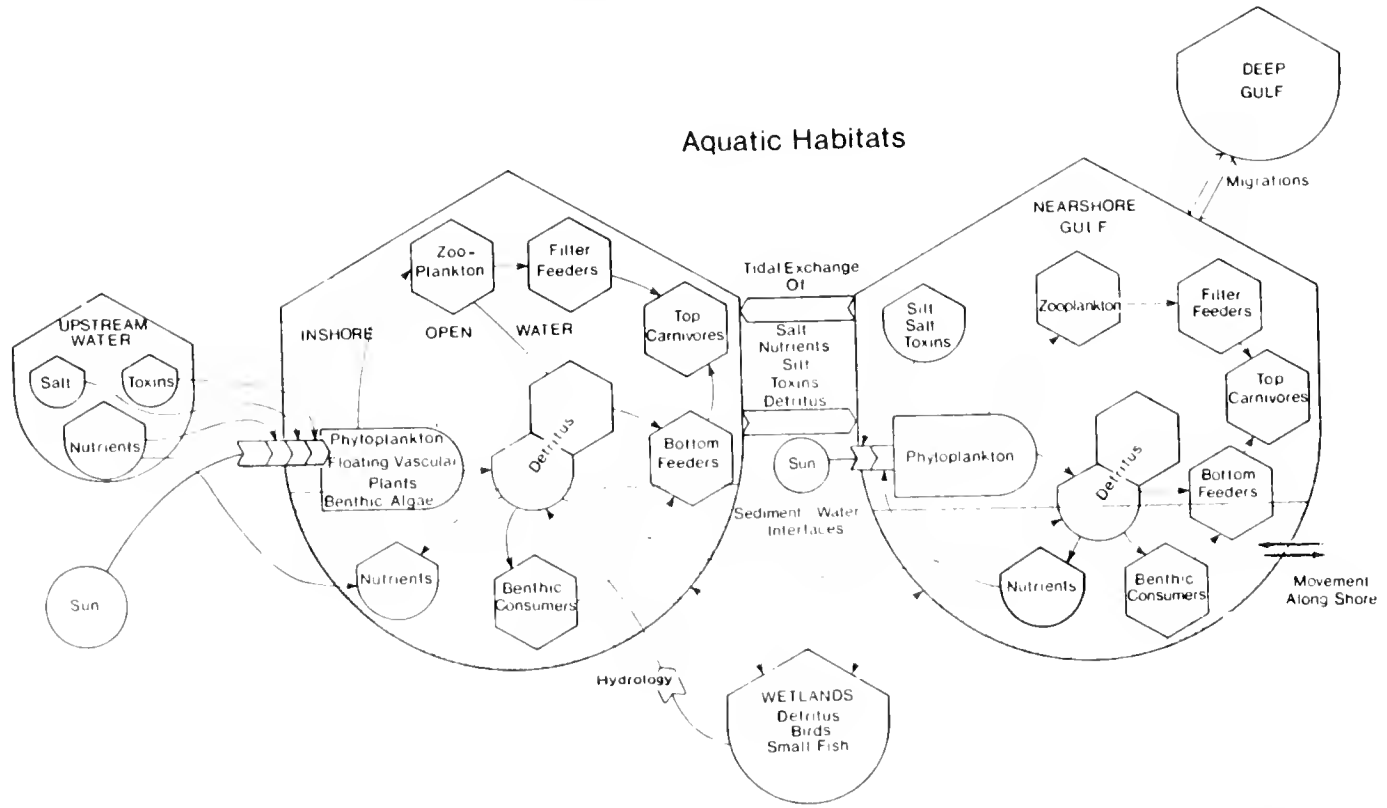 Aquatic Habitats
DEEP
GULF
Migrations
UPSTREAM
WATER
Salt
Toxins
Nutrients
Sun
INSHORE
OPEN
WATER
Zoo-
Plankton
Filter
Feeders
Top
Carnivores
Phytoplankton
Floating Vascular
Plants
Benthic Algae
Detritus
Bottom
Feeders
Nutrients
Benthic
Consumers
Tidal Exchange
Of
Salt
Nutrients
Silt
Toxins
Detritus
Sun
Sediment Water
Interfaces
NEARSHORE
GULF
Silt
Salt
Toxins
Zooplankton
Filter
Feeders
Top
Carnivores
Phytoplankton
Detritus
Bottom
Feeders
Nutrients
Benthic
Consumers
Movement
Along Shore
Hydrology
WETLANDS
Detritus
Birds
Small Fish